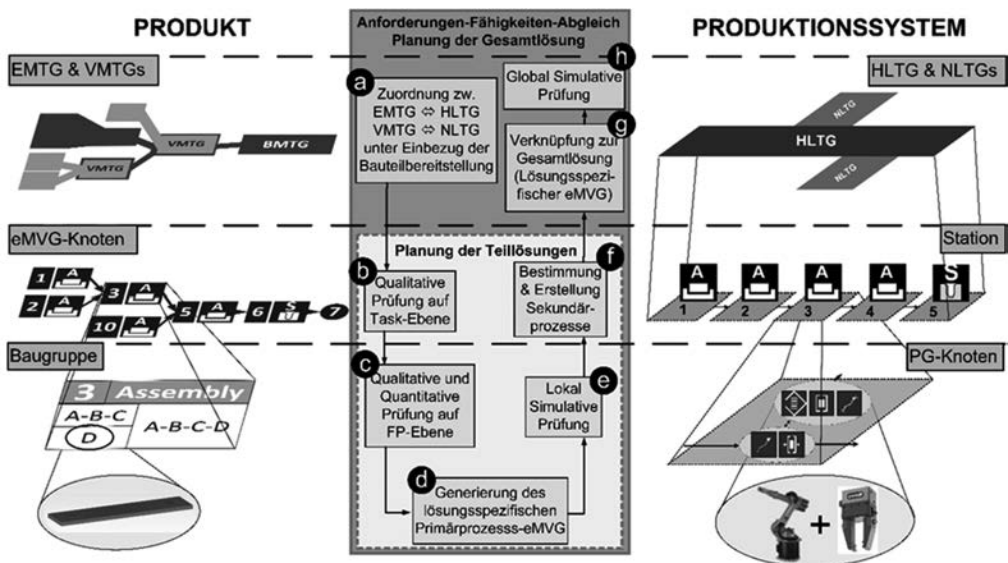 PRODUKT
EMTG & VMTGs
VMTG
VMTG
BMTG
eMVG-Knoten
1
A
2
A
3
A
10
A
5
A
6
S
7
Baugruppe
3 Assembly
A-B-C
D
A-B-C-D
Anforderungen-Fähigkeiten-Abgleich
Planung der Gesamtlösung
a
Zuordnung zw.
EMTG ⇔ HLTG
VMTG ⇔ NLTG
unter Einbezug der
Bauteilbereitstellung
h
Global Simulative
Prüfung
g
Verknüpfung zur
Gesamtlösung
(Lösungsspezi-
fischer eMVG)
Planung der Teillösungen
b
Qualitative
Prüfung auf
Task-Ebene
f
Bestimmung
& Erstellung
Sekundär-
prozesse
c
Qualitative und
Quantitative
Prüfung auf
FP-Ebene
e
Lokal
Simulative
Prüfung
d
Generierung des
lösungsspezifischen
Primärprozesss-eMVG
PRODUKTIONSSYSTEM
HLTG & NLTGs
NLTG
HLTG
NLTG
Station
A
A
A
A
S
1
2
3
4
5
PG-Knoten
+